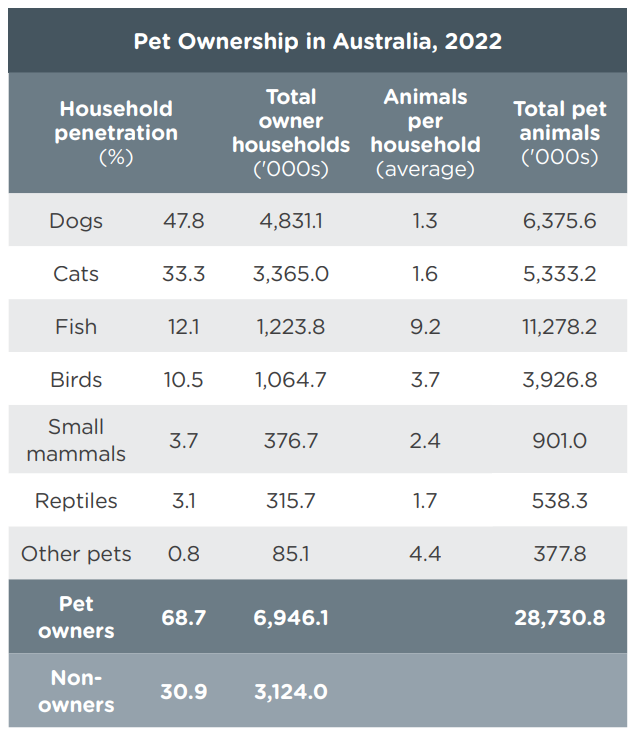 Pet Ownership in Australia, 2022
Household penetration (%) Total owner households ('000s) Animals per household (average) Total pet animals ('000s)
Dogs 47.8 4,831.1 1.3 6,375.6
Cats 33.3 3,365.0 1.6 5,333.2
Fish 12.1 1,223.8 9.2 11,278.2
Birds 10.5 1,064.7 3.7 3,926.8
Small mammals 3.7 376.7 2.4 901.0
Reptiles 3.1 315.7 1.7 538.3
Other pets 0.8 85.1 4.4 377.8
Pet owners 68.7 6,946.1 28,730.8
Non-owners 30.9 3,124.0